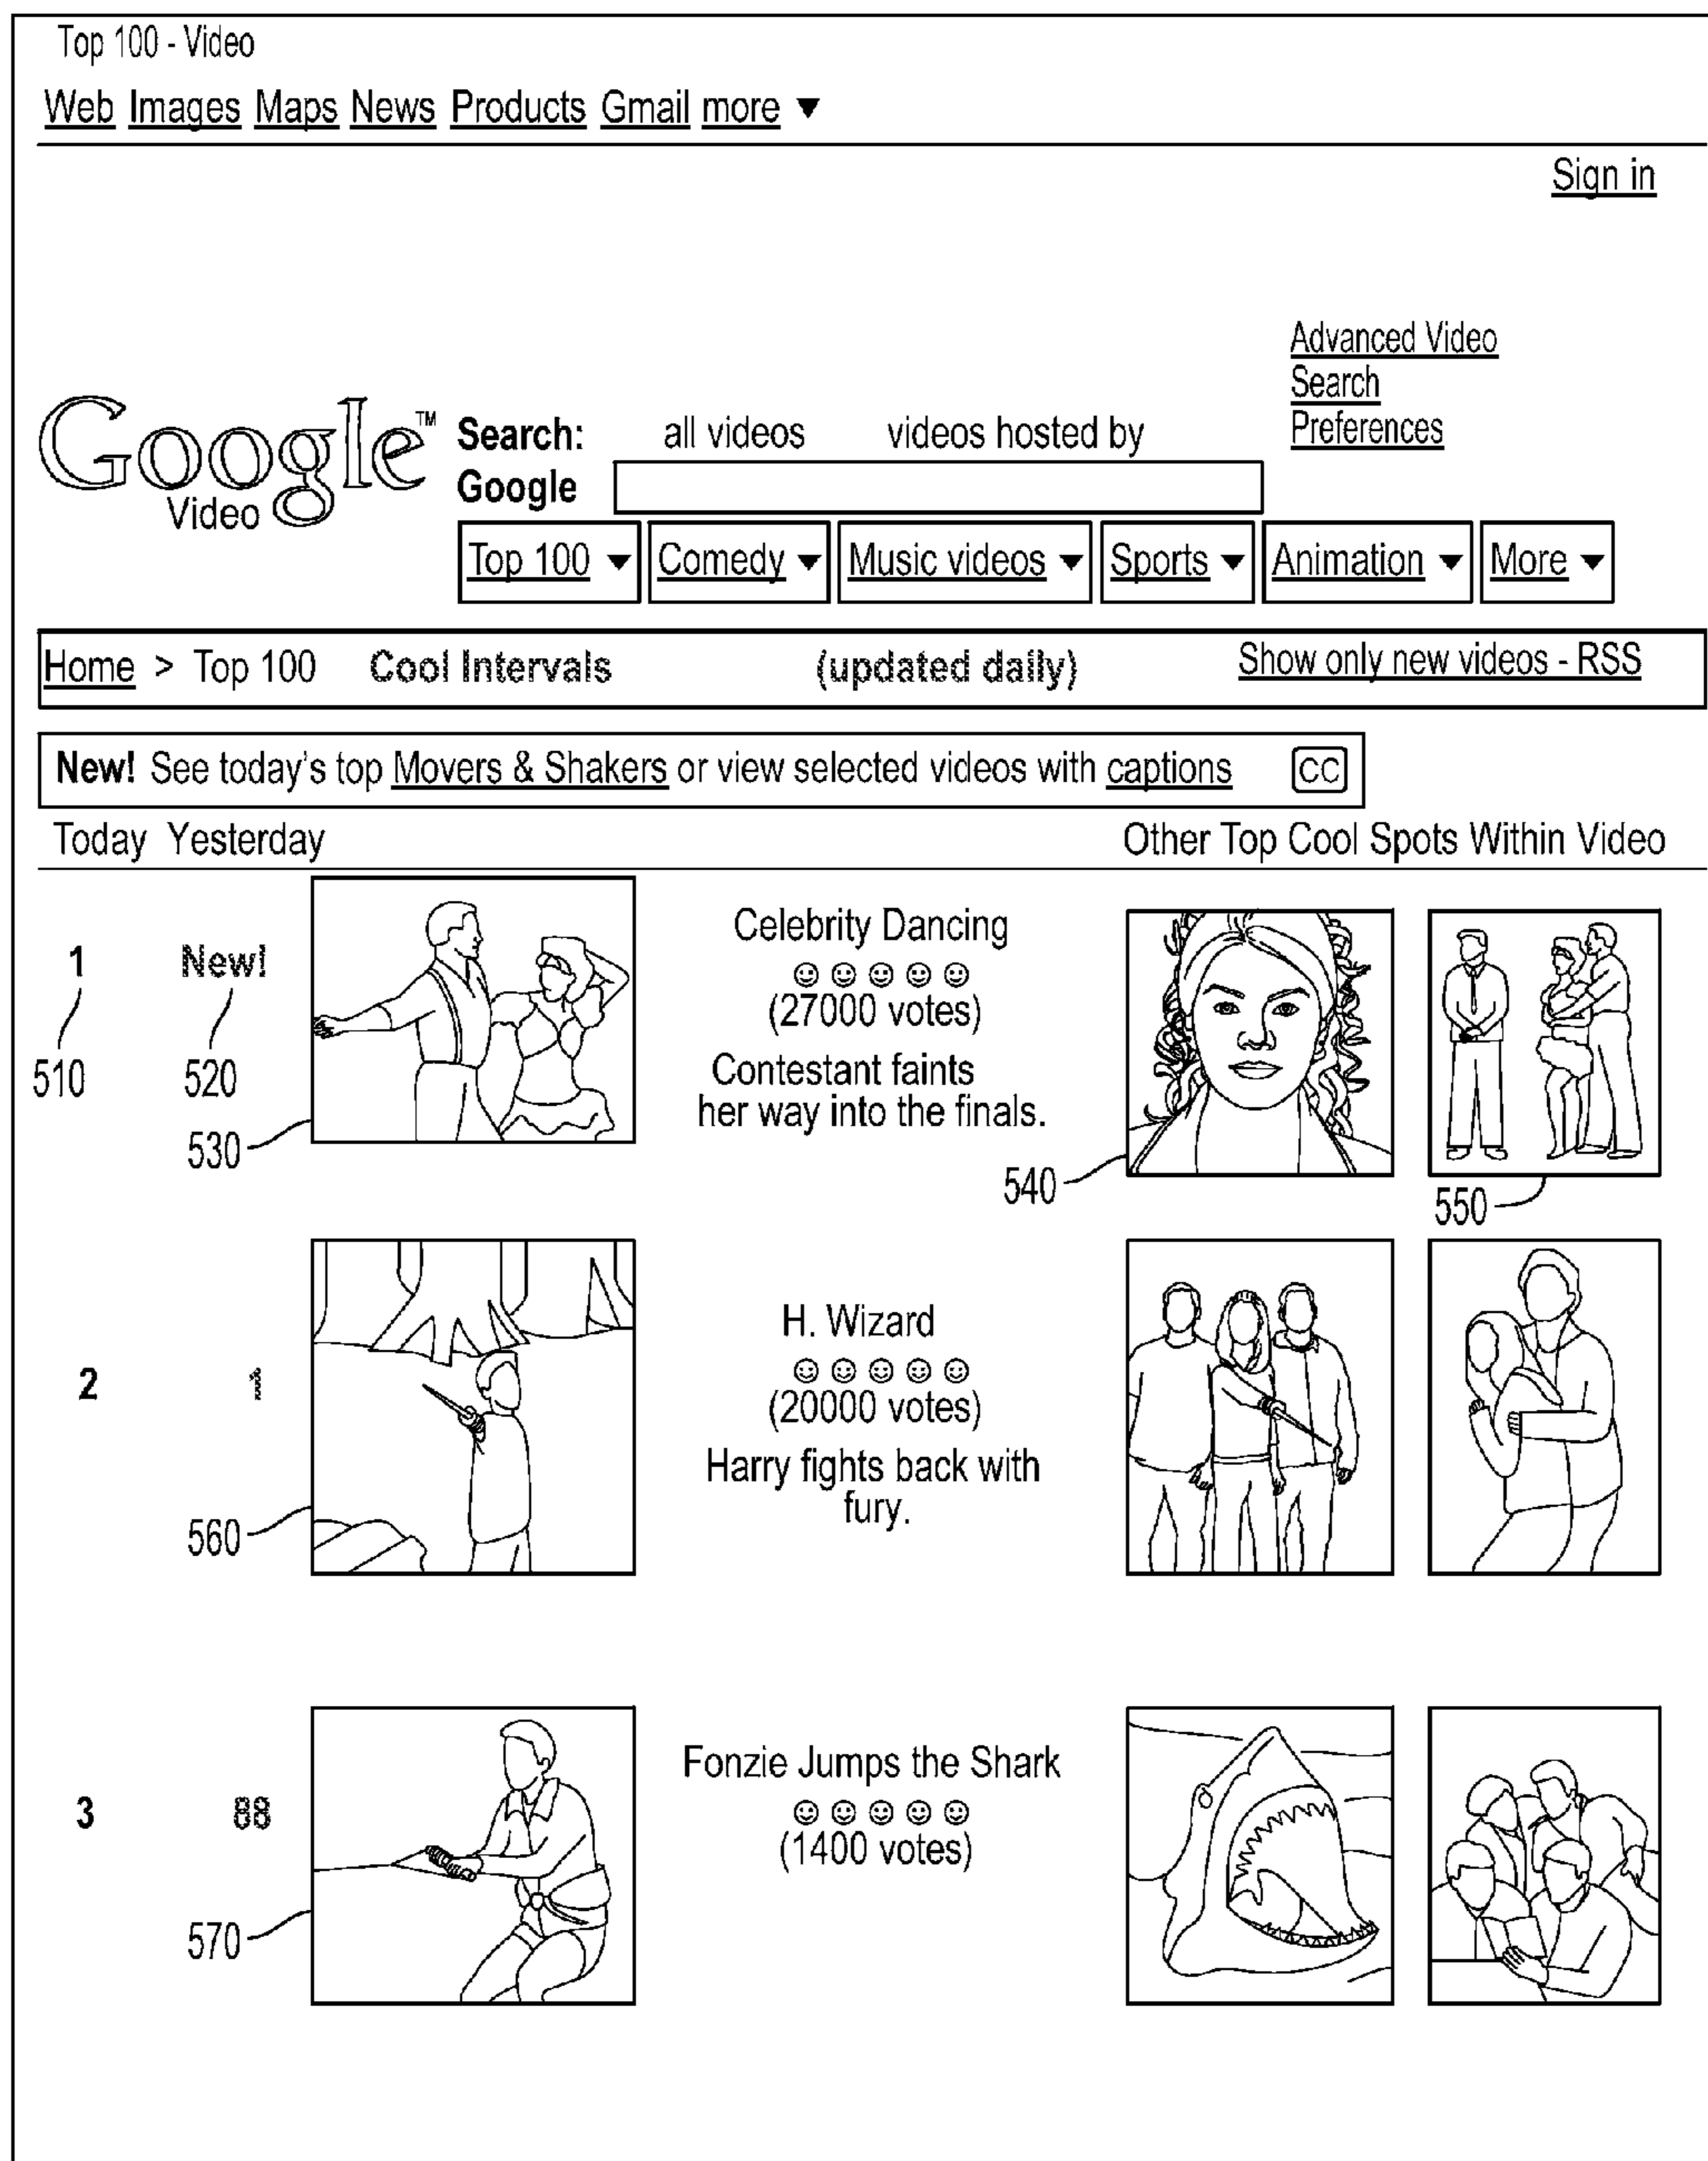 Top 100 - Video
Web Images Maps News Products Gmail more ▼
Sign in
Advanced Video
Search
Preferences
Google™
Video
Search: all videos videos hosted by
Google
Top 100 ▼ Comedy ▼ Music videos ▼ Sports ▼ Animation ▼ More ▼
Home > Top 100 Cool Intervals (updated daily) Show only new videos - RSS
New! See today's top Movers & Shakers or view selected videos with captions CC
Today Yesterday Other Top Cool Spots Within Video
1 New!
510 520
530
Celebrity Dancing
(27000 votes)
Contestant faints
her way into the finals.
540
550
2 1
560
H. Wizard
(20000 votes)
Harry fights back with
fury.
3 88
570
Fonzie Jumps the Shark
(1400 votes)